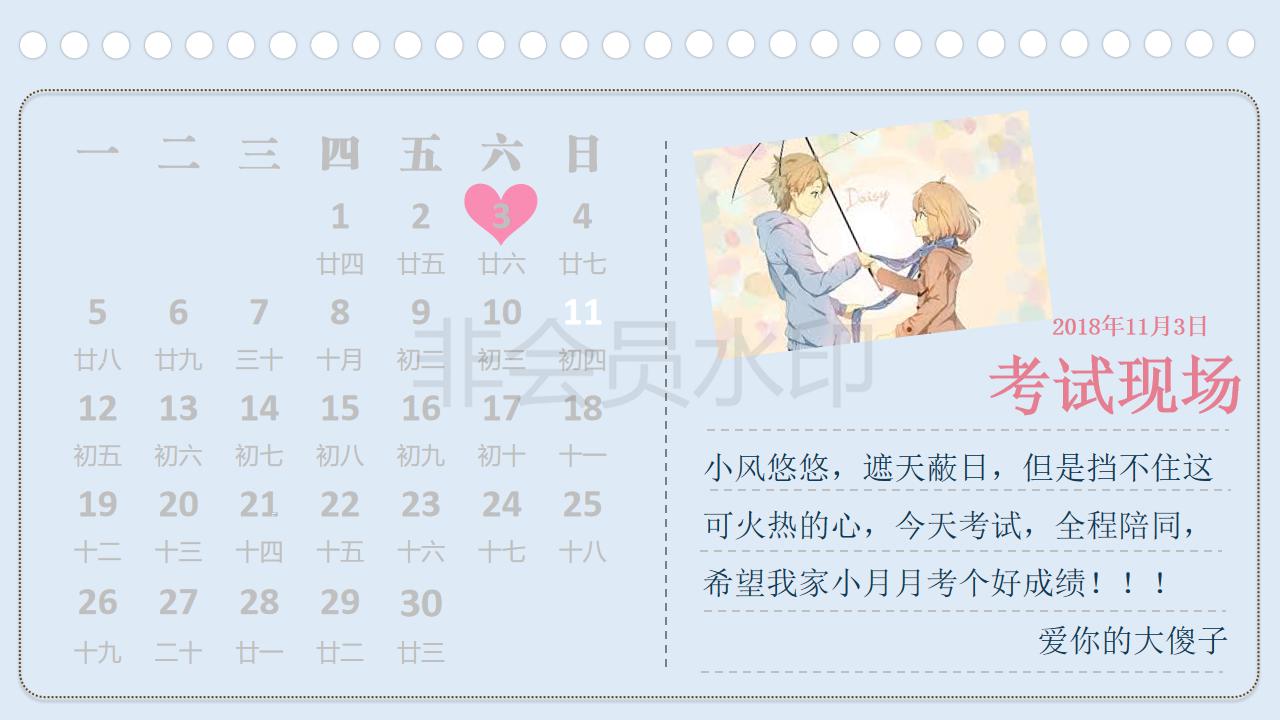 一 二 三 四 五 六 日
1 2 3 4
廿四 廿五 廿六 廿七
5 6 7 8 9 10 11
廿八 廿九 三十 十月 初二 初三 初四
12 13 14 15 16 17 18
初五 初六 初七 初八 初九 初十 十一
19 20 21 22 23 24 25
十二 十三 十四 十五 十六 十七 十八
26 27 28 29 30
十九 二十 廿一 廿二 廿三
非会员水印
Daisy
2018年11月3日
考试现场
小风悠悠，遮天蔽日，但是挡不住这
可火热的心，今天考试，全程陪同，
希望我家小月月考个好成绩！！！
爱你的大傻子